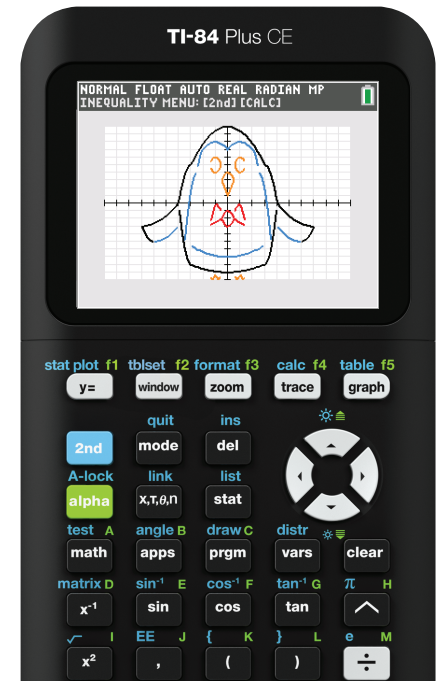 TI-84 Plus CE
NORMAL FLOAT AUTO REAL RADIAN MP
INEQUALITY MENU: [2nd] [CALC]
stat plot f1 tblset f2 format f3 calc f4 table f5
y= window zoom trace graph
quit ins
2nd mode del
A-lock link list
alpha X,T,θ,n stat
test A angle B draw C distr
math apps prgm vars clear
matrix D sin⁻¹ E cos⁻¹ F tan⁻¹ G π H
x⁻¹ sin cos tan ^
√ I EE J { K } L e M
x² , ( ) ÷